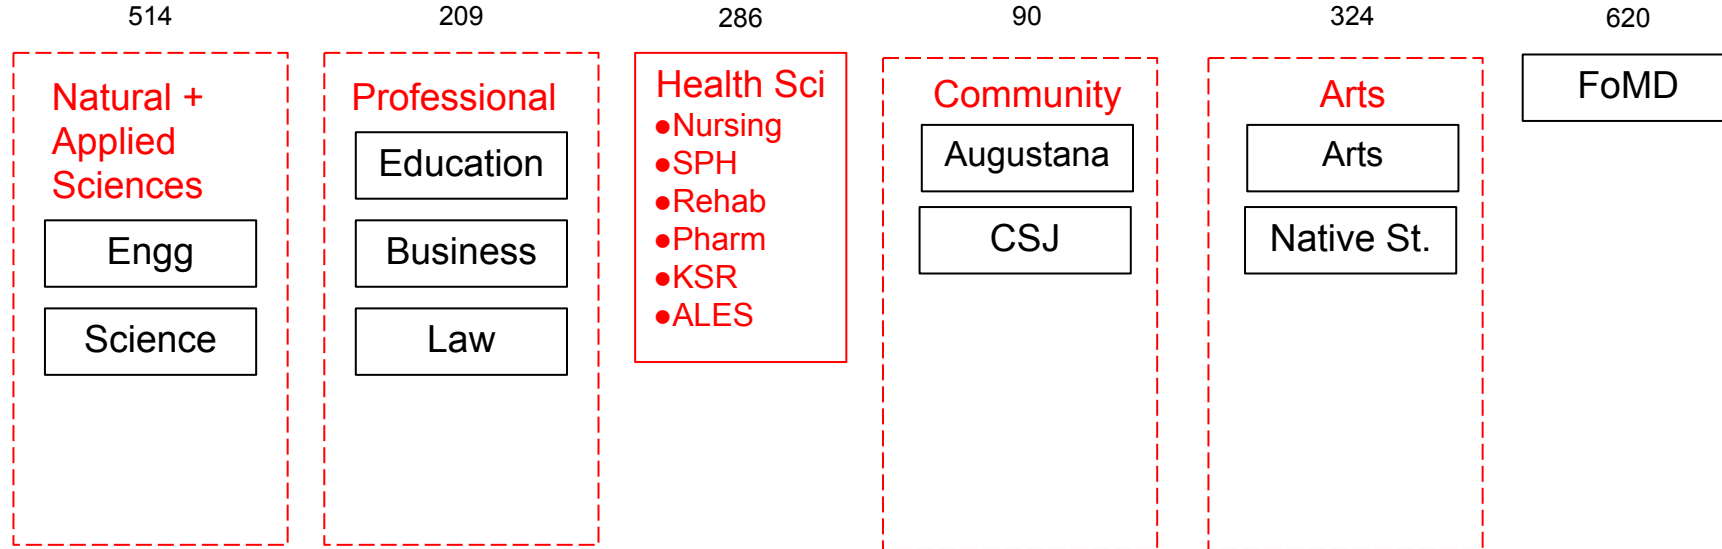 514
209
286
90
324
620
Natural +
Applied
Sciences
Engg
Science
Professional
Education
Business
Law
Health Sci
●Nursing
●SPH
●Rehab
●Pharm
●KSR
●ALES
Community
Augustana
CSJ
Arts
Arts
Native St.
FoMD